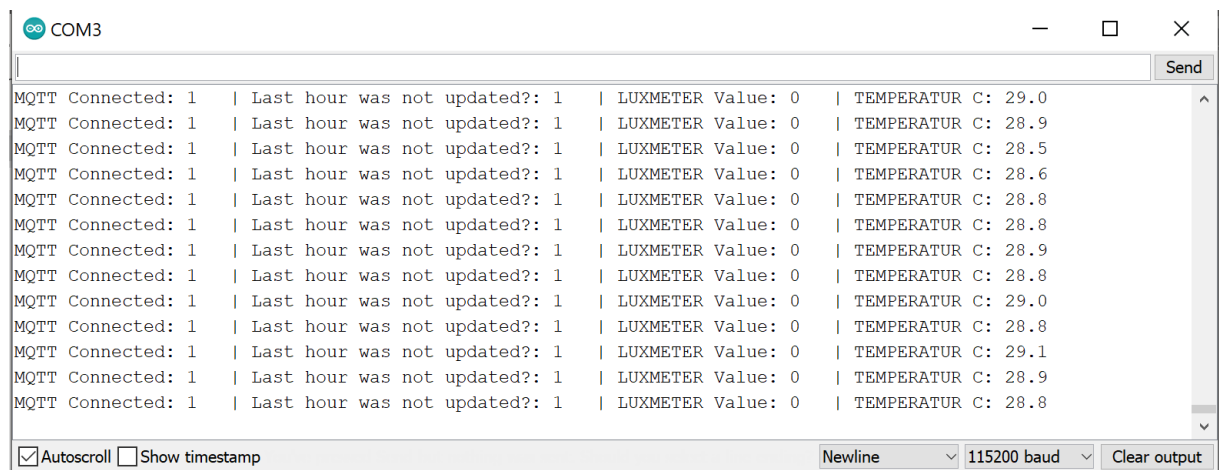 COM3
Send
MQTT Connected: 1 | Last hour was not updated?: 1 | LUXMETER Value: 0 | TEMPERATUR C: 29.0
MQTT Connected: 1 | Last hour was not updated?: 1 | LUXMETER Value: 0 | TEMPERATUR C: 28.9
MQTT Connected: 1 | Last hour was not updated?: 1 | LUXMETER Value: 0 | TEMPERATUR C: 28.5
MQTT Connected: 1 | Last hour was not updated?: 1 | LUXMETER Value: 0 | TEMPERATUR C: 28.6
MQTT Connected: 1 | Last hour was not updated?: 1 | LUXMETER Value: 0 | TEMPERATUR C: 28.8
MQTT Connected: 1 | Last hour was not updated?: 1 | LUXMETER Value: 0 | TEMPERATUR C: 28.8
MQTT Connected: 1 | Last hour was not updated?: 1 | LUXMETER Value: 0 | TEMPERATUR C: 28.9
MQTT Connected: 1 | Last hour was not updated?: 1 | LUXMETER Value: 0 | TEMPERATUR C: 28.8
MQTT Connected: 1 | Last hour was not updated?: 1 | LUXMETER Value: 0 | TEMPERATUR C: 29.0
MQTT Connected: 1 | Last hour was not updated?: 1 | LUXMETER Value: 0 | TEMPERATUR C: 28.8
MQTT Connected: 1 | Last hour was not updated?: 1 | LUXMETER Value: 0 | TEMPERATUR C: 29.1
MQTT Connected: 1 | Last hour was not updated?: 1 | LUXMETER Value: 0 | TEMPERATUR C: 28.9
MQTT Connected: 1 | Last hour was not updated?: 1 | LUXMETER Value: 0 | TEMPERATUR C: 28.8
Autoscroll Show timestamp Newline 115200 baud Clear output